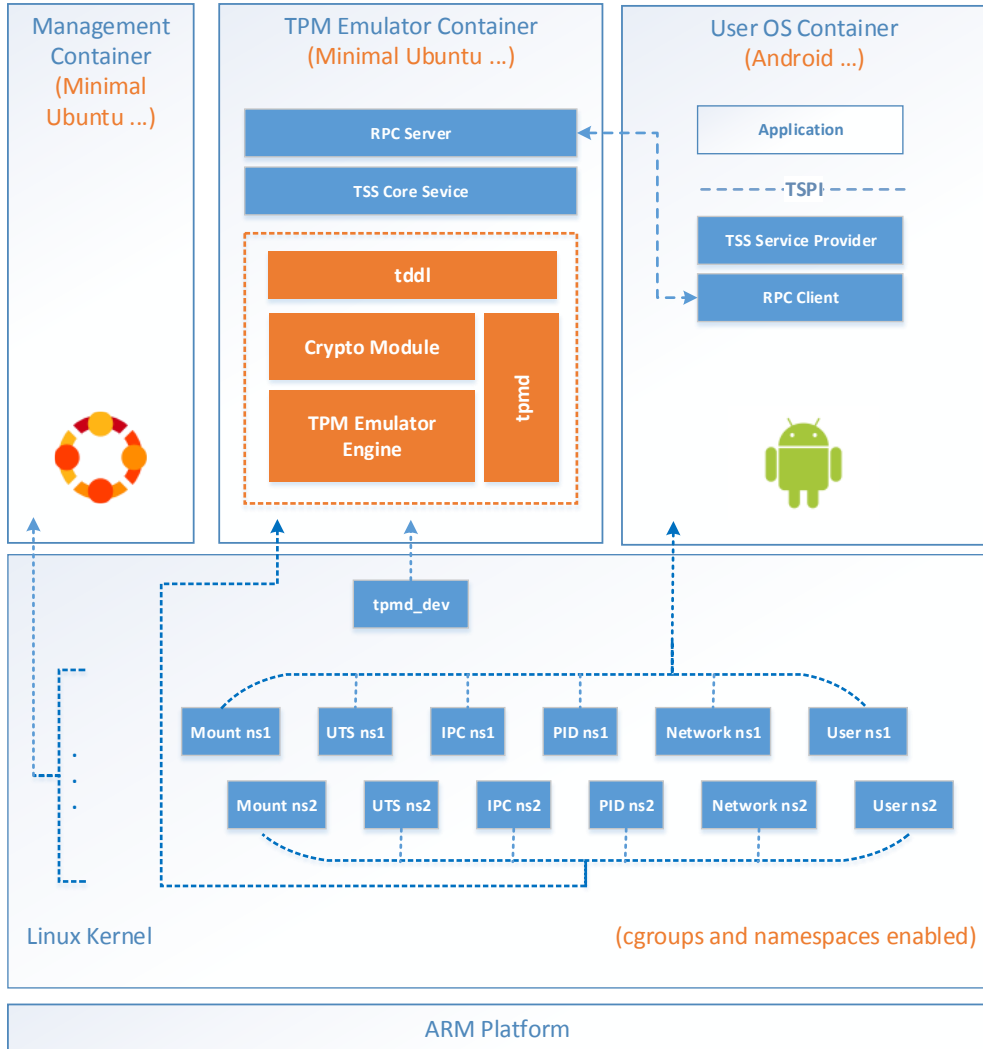 Management
Container
(Minimal
Ubuntu ...)
TPM Emulator Container
(Minimal Ubuntu ...)
RPC Server
TSS Core Sevice
tddl
Crypto Module
TPM Emulator
Engine
tpmd
User OS Container
(Android ...)
Application
TSPI
TSS Service Provider
RPC Client
tpmd_dev
Mount ns1
UTS ns1
IPC ns1
PID ns1
Network ns1
User ns1
Mount ns2
UTS ns2
IPC ns2
PID ns2
Network ns2
User ns2
Linux Kernel
(cgroups and namespaces enabled)
ARM Platform